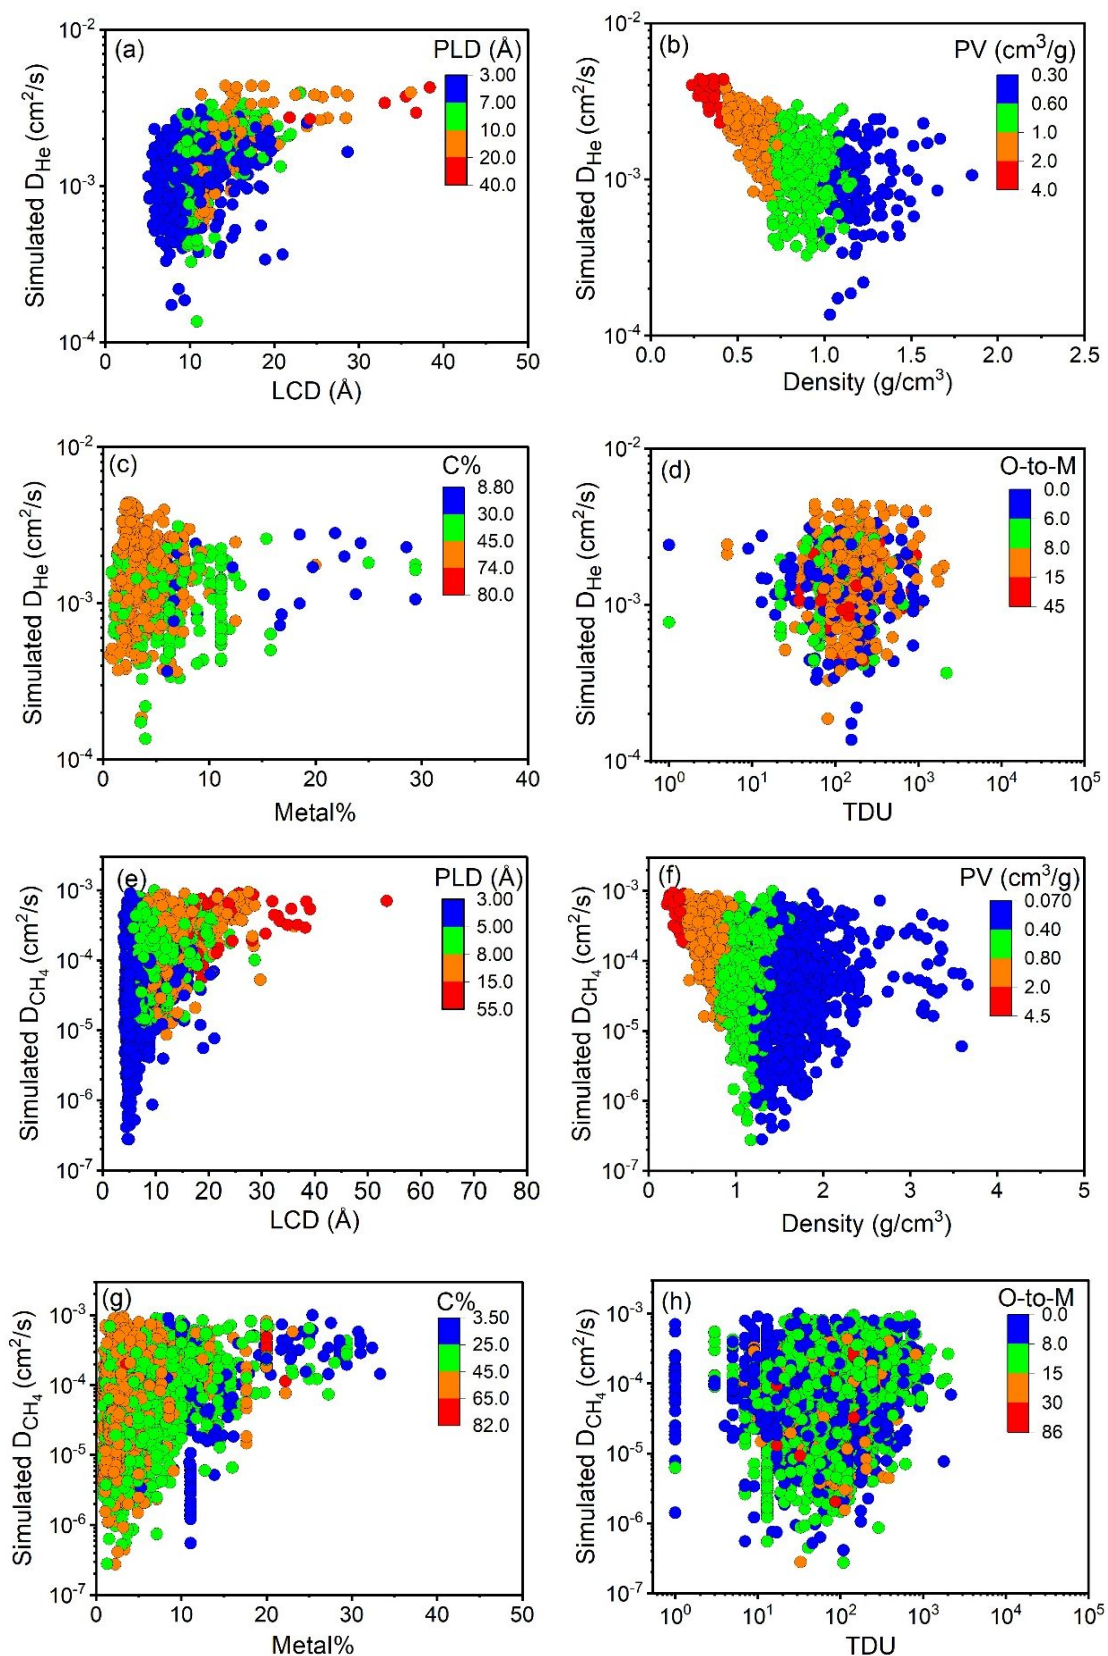 (a)
PLD (Å)
3.00
7.00
10.0
20.0
40.0
10⁻²
10⁻³
10⁻⁴
Simulated D_He (cm²/s)
0 10 20 30 40 50
LCD (Å)
(b)
PV (cm³/g)
0.30
0.60
1.0
2.0
4.0
10⁻²
10⁻³
10⁻⁴
Simulated D_He (cm²/s)
0.0 0.5 1.0 1.5 2.0 2.5
Density (g/cm³)
(c)
C%
8.80
30.0
45.0
74.0
80.0
10⁻²
10⁻³
10⁻⁴
Simulated D_He (cm²/s)
0 10 20 30 40
Metal%
(d)
O-to-M
0.0
6.0
8.0
15
45
10⁻²
10⁻³
10⁻⁴
Simulated D_He (cm²/s)
10⁰ 10¹ 10² 10³ 10⁴ 10⁵
TDU
(e)
PLD (Å)
3.00
5.00
8.00
15.0
55.0
10⁻³
10⁻⁴
10⁻⁵
10⁻⁶
10⁻⁷
Simulated D_CH₄ (cm²/s)
0 10 20 30 40 50 60 70 80
LCD (Å)
(f)
PV (cm³/g)
0.070
0.40
0.80
2.0
4.5
10⁻³
10⁻⁴
10⁻⁵
10⁻⁶
10⁻⁷
Simulated D_CH₄ (cm²/s)
0 1 2 3 4 5
Density (g/cm³)
(g)
C%
3.50
25.0
45.0
65.0
82.0
10⁻³
10⁻⁴
10⁻⁵
10⁻⁶
10⁻⁷
Simulated D_CH₄ (cm²/s)
0 10 20 30 40 50
Metal%
(h)
O-to-M
0.0
8.0
15
30
86
10⁻³
10⁻⁴
10⁻⁵
10⁻⁶
10⁻⁷
Simulated D_CH₄ (cm²/s)
10⁰ 10¹ 10² 10³ 10⁴ 10⁵
TDU